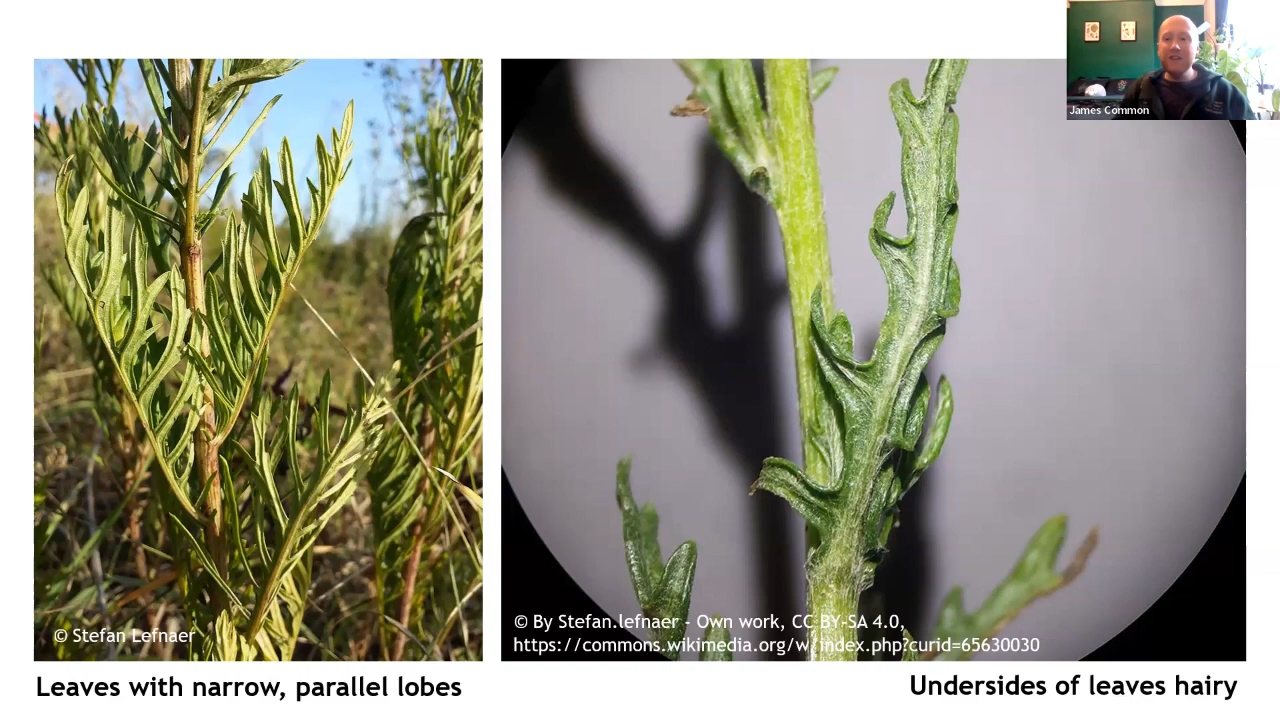 James Common
© Stefan Lefnaer
© By Stefan.lefnaer - Own work, CC BY-SA 4.0,
https://commons.wikimedia.org/w/index.php?curid=65630030
Leaves with narrow, parallel lobes
Undersides of leaves hairy